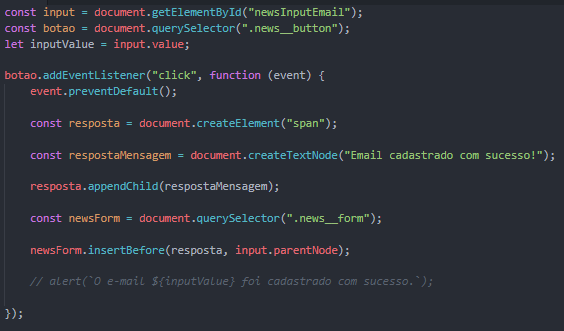 const input = document.getElementById("newsInputEmail");
const botao = document.querySelector(".news__button");
let inputValue = input.value;
botao.addEventListener("click", function (event) {
event.preventDefault();
const resposta = document.createElement("span");
const respostaMensagem = document.createTextNode("Email cadastrado com sucesso!");
resposta.appendChild(respostaMensagem);
const newsForm = document.querySelector(".news__form");
newsForm.insertBefore(resposta, input.parentNode);
// alert(`O e-mail ${inputValue} foi cadastrado com sucesso.`);
});